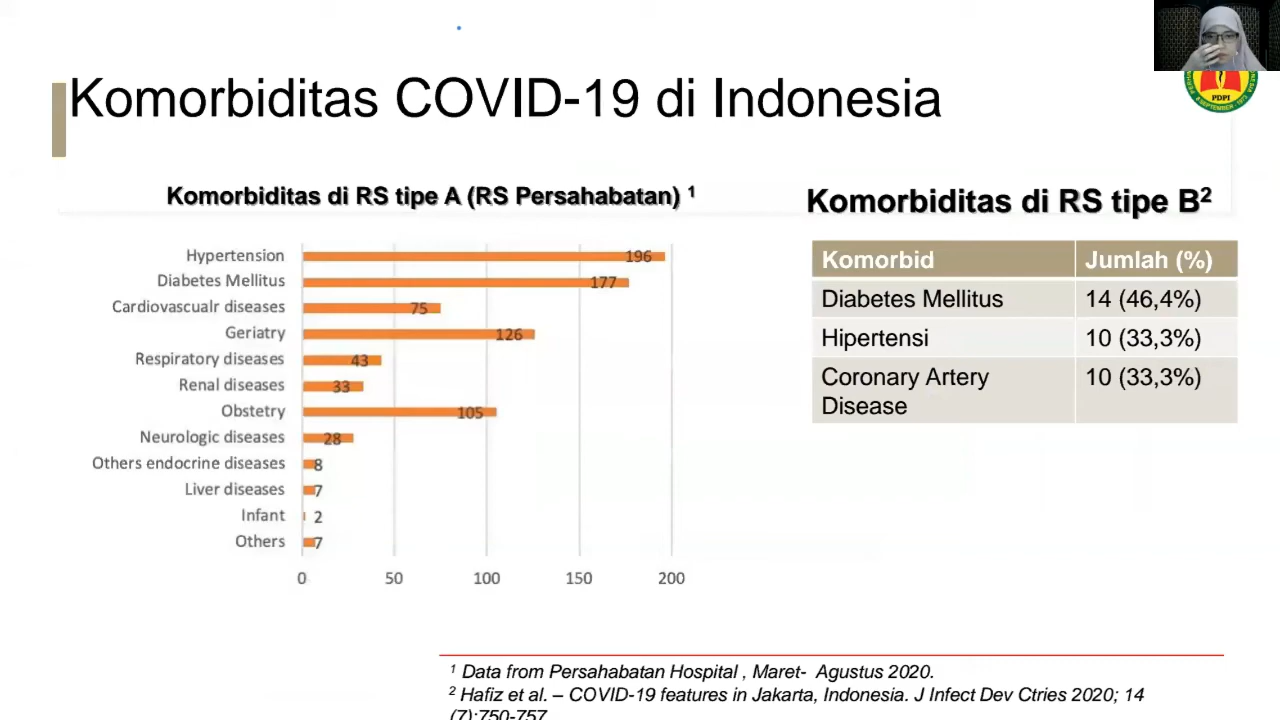 Komorbiditas COVID-19 di Indonesia
PDPI
Komorbiditas di RS tipe A (RS Persahabatan) 1
Hypertension 196
Diabetes Mellitus 177
Cardiovascualr diseases 75
Geriatry 126
Respiratory diseases 43
Renal diseases 33
Obstetry 105
Neurologic diseases 28
Others endocrine diseases 8
Liver diseases 7
Infant 2
Others 7
0 50 100 150 200
Komorbiditas di RS tipe B2
Komorbid Jumlah (%)
Diabetes Mellitus 14 (46,4%)
Hipertensi 10 (33,3%)
Coronary Artery 10 (33,3%)
Disease
1 Data from Persahabatan Hospital , Maret- Agustus 2020.
2 Hafiz et al. – COVID-19 features in Jakarta, Indonesia. J Infect Dev Ctries 2020; 14
(7):750-757